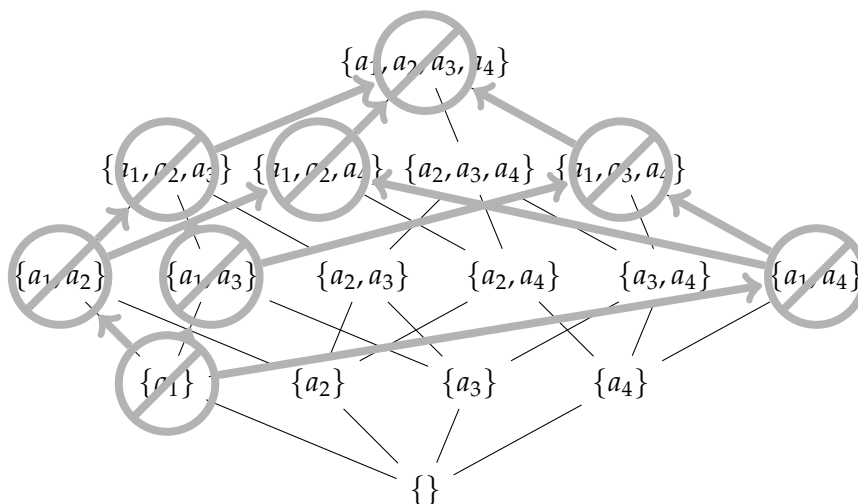 {a₁, a₂, a₃, a₄}
{a₁, a₂, a₃} {a₁, a₂, a₄} {a₂, a₃, a₄} {a₁, a₃, a₄}
{a₁, a₂} {a₁, a₃} {a₂, a₃} {a₂, a₄} {a₃, a₄} {a₁, a₄}
{a₁} {a₂} {a₃} {a₄}
{}